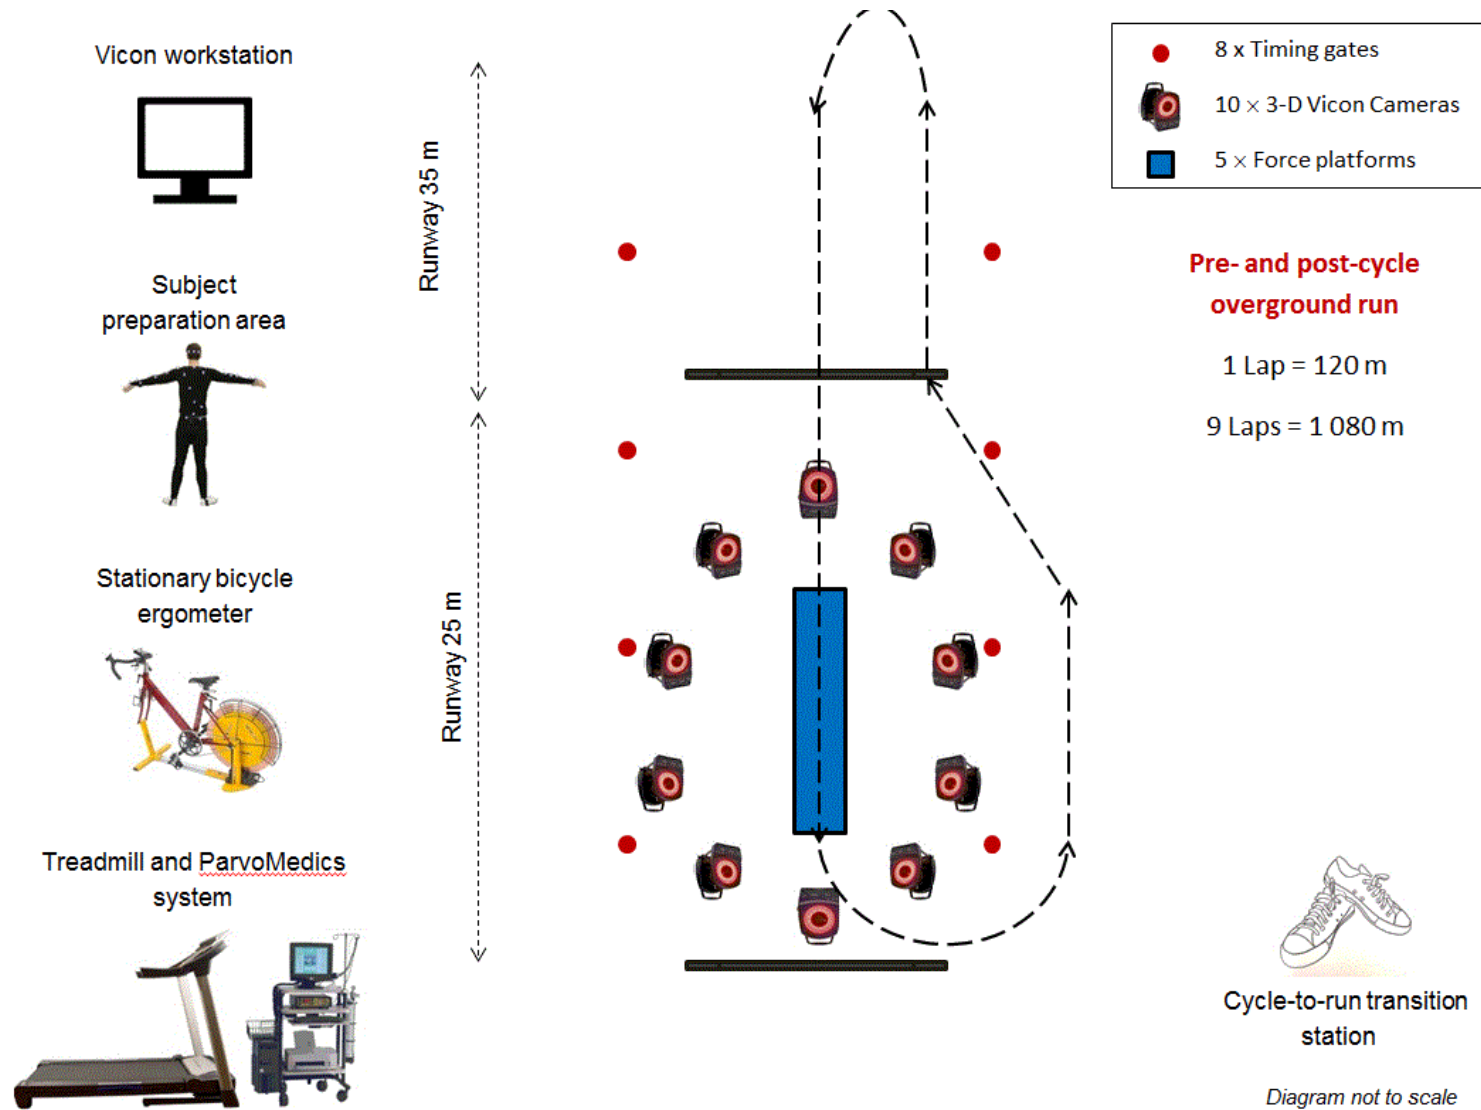 Vicon workstation
Subject
preparation area
Stationary bicycle
ergometer
Treadmill and ParvoMedics
system
Runway 35 m
Runway 25 m
8 x Timing gates
10 × 3-D Vicon Cameras
5 × Force platforms
Pre- and post-cycle
overground run
1 Lap = 120 m
9 Laps = 1 080 m
Cycle-to-run transition
station
Diagram not to scale